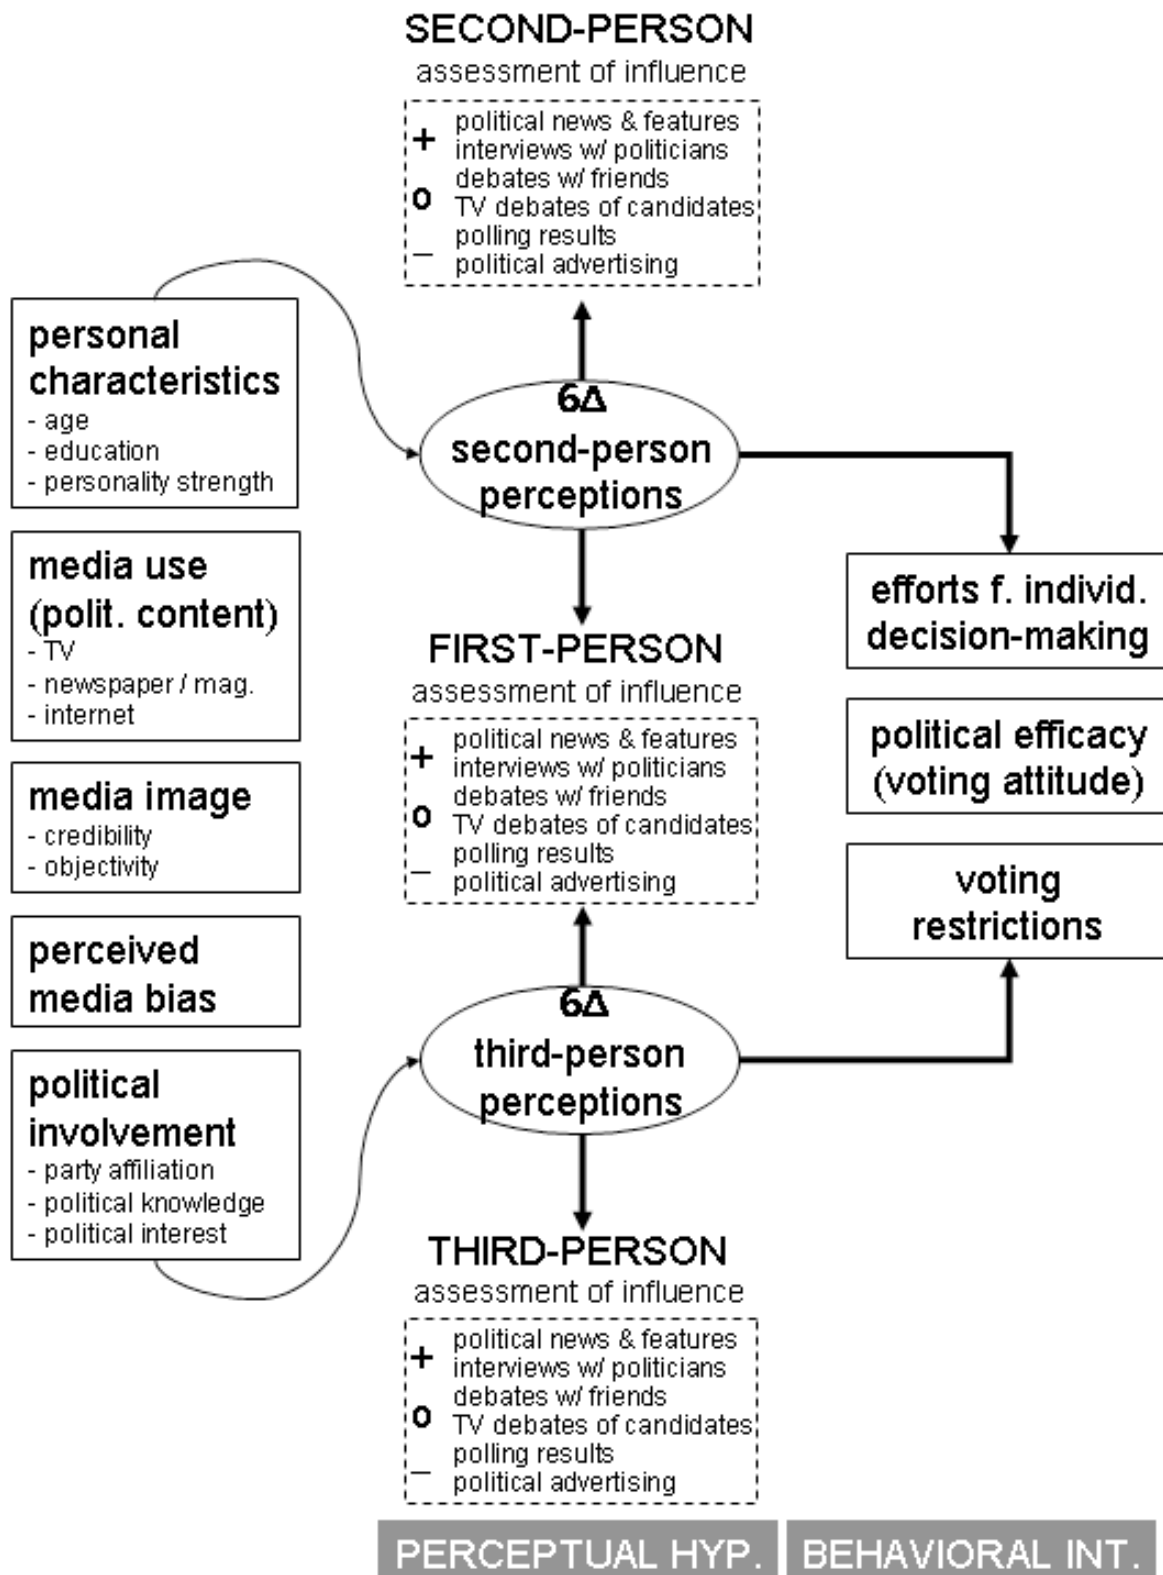 SECOND-PERSON
assessment of influence
+
o
–
political news & features
interviews w/ politicians
debates w/ friends
TV debates of candidates
polling results
political advertising
personal
characteristics
- age
- education
- personality strength
media use
(polit. content)
- TV
- newspaper / mag.
- internet
media image
- credibility
- objectivity
perceived
media bias
political
involvement
- party affiliation
- political knowledge
- political interest
6Δ
second-person
perceptions
FIRST-PERSON
assessment of influence
+
o
–
political news & features
interviews w/ politicians
debates w/ friends
TV debates of candidates
polling results
political advertising
6Δ
third-person
perceptions
THIRD-PERSON
assessment of influence
+
o
–
political news & features
interviews w/ politicians
debates w/ friends
TV debates of candidates
polling results
political advertising
efforts f. individ.
decision-making
political efficacy
(voting attitude)
voting
restrictions
PERCEPTUAL HYP.
BEHAVIORAL INT.